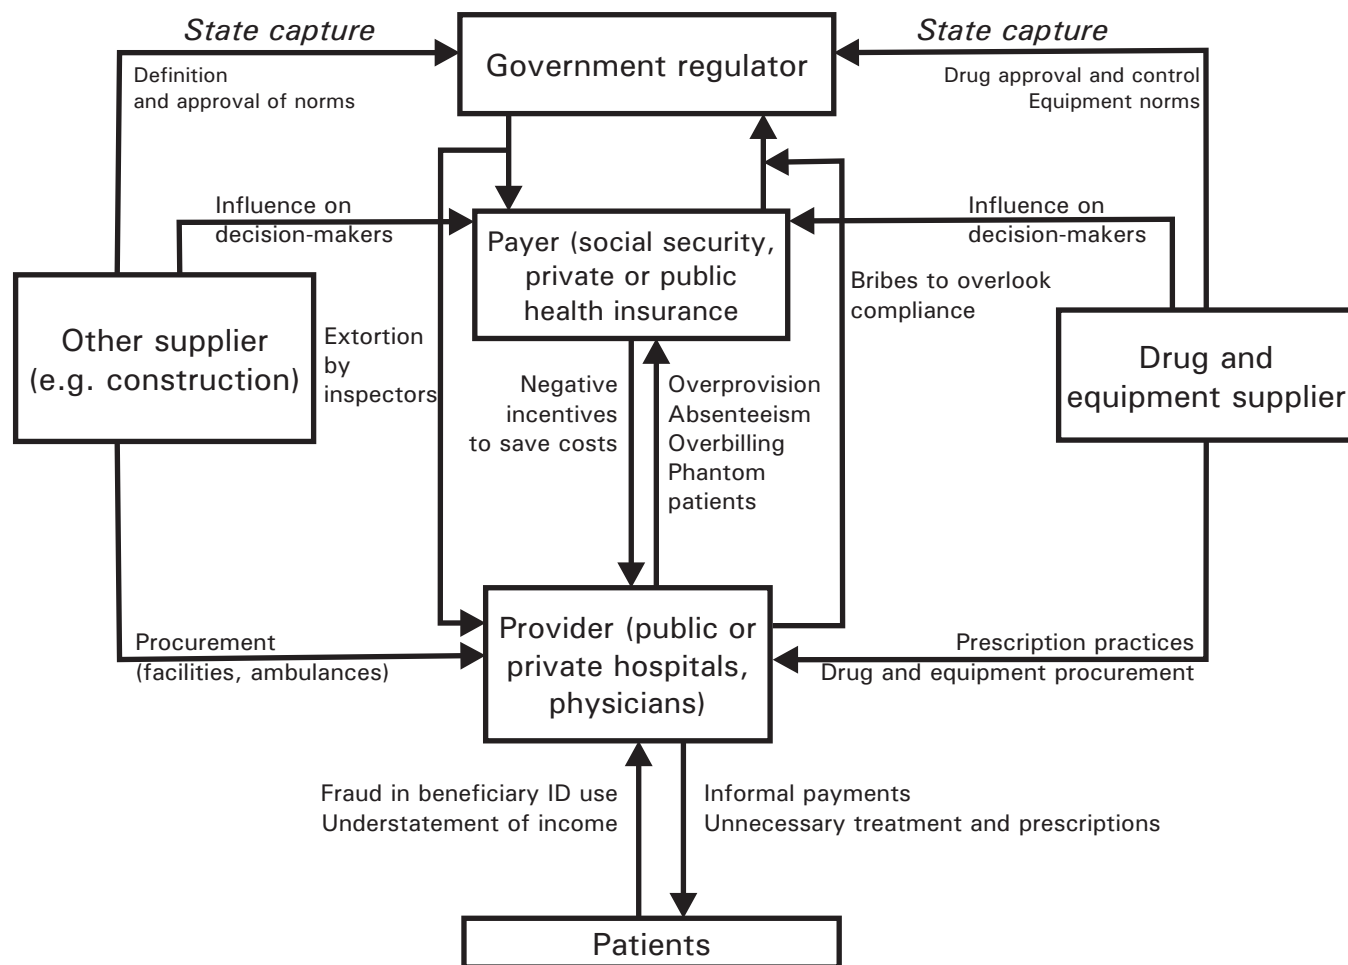 State capture
State capture
Government regulator
Definition
and approval of norms
Drug approval and control
Equipment norms
Influence on
decision-makers
Payer (social security,
private or public
health insurance
Influence on
decision-makers
Other supplier
(e.g. construction)
Extortion
by
inspectors
Bribes to overlook
compliance
Drug and
equipment supplier
Negative
incentives
to save costs
Overprovision
Absenteeism
Overbilling
Phantom
patients
Procurement
(facilities, ambulances)
Provider (public or
private hospitals,
physicians)
Prescription practices
Drug and equipment procurement
Fraud in beneficiary ID use
Understatement of income
Informal payments
Unnecessary treatment and prescriptions
Patients